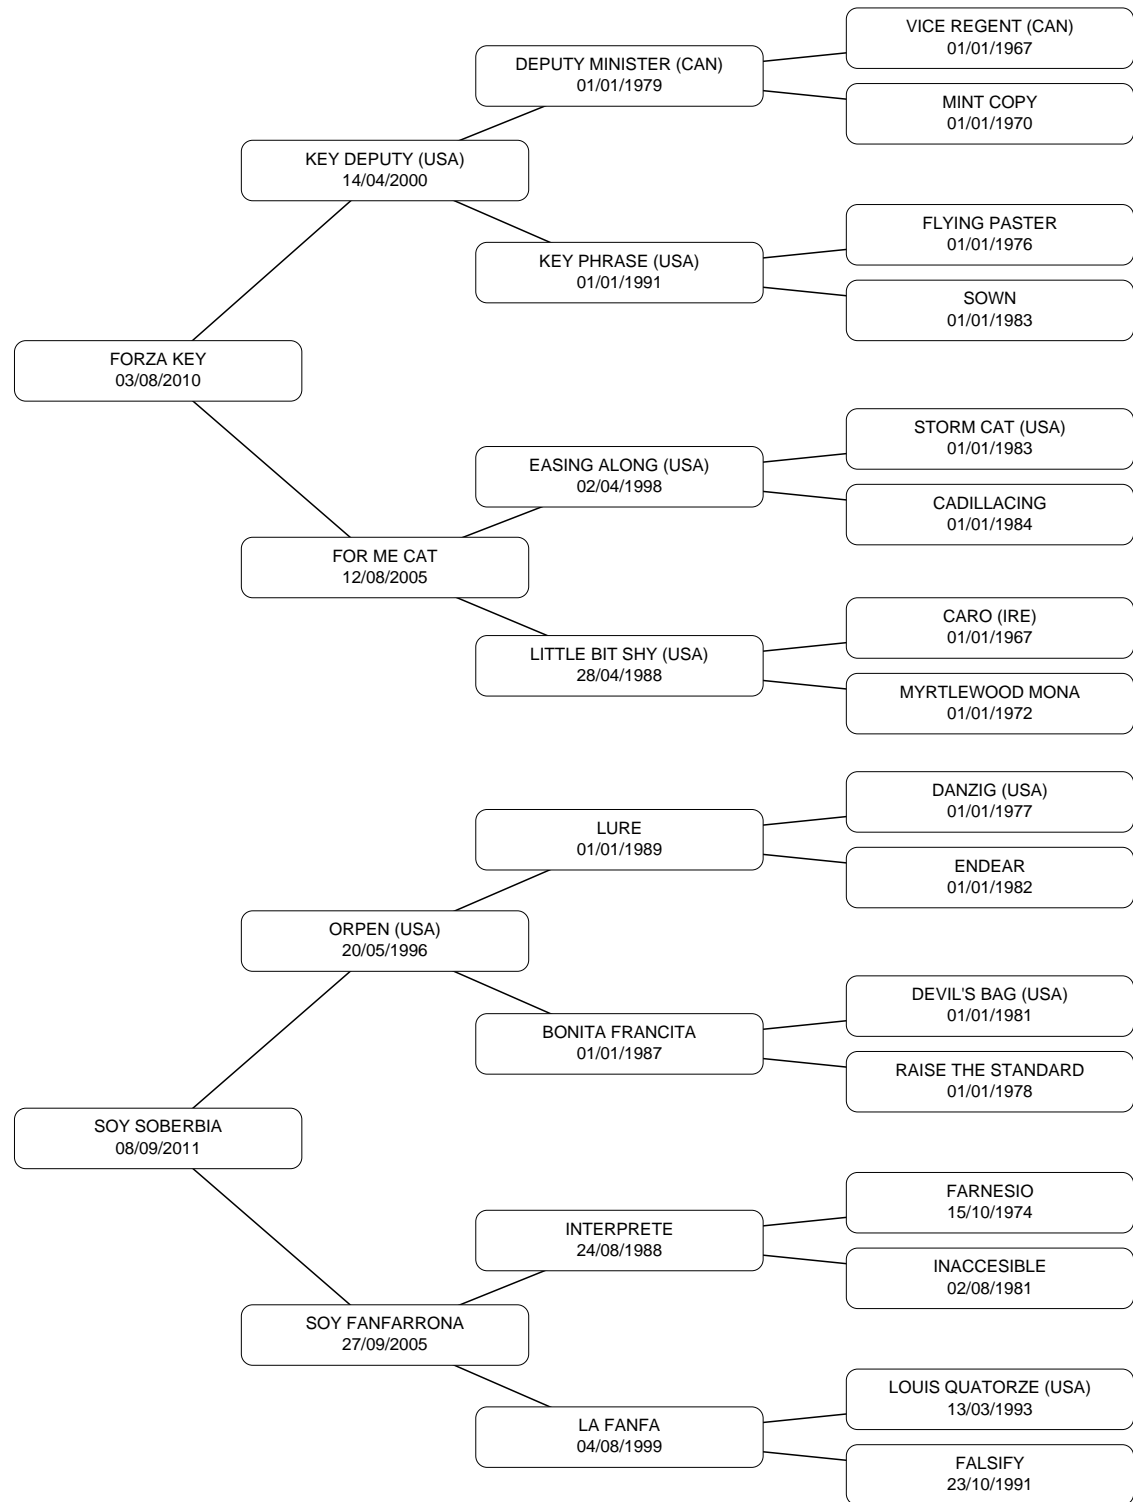 VICE REGENT (CAN)
01/01/1967
DEPUTY MINISTER (CAN)
01/01/1979
MINT COPY
01/01/1970
KEY DEPUTY (USA)
14/04/2000
FLYING PASTER
01/01/1976
KEY PHRASE (USA)
01/01/1991
SOWN
01/01/1983
FORZA KEY
03/08/2010
STORM CAT (USA)
01/01/1983
EASING ALONG (USA)
02/04/1998
CADILLACING
01/01/1984
FOR ME CAT
12/08/2005
CARO (IRE)
01/01/1967
LITTLE BIT SHY (USA)
28/04/1988
MYRTLEWOOD MONA
01/01/1972
DANZIG (USA)
01/01/1977
LURE
01/01/1989
ENDEAR
01/01/1982
ORPEN (USA)
20/05/1996
DEVIL'S BAG (USA)
01/01/1981
BONITA FRANCITA
01/01/1987
RAISE THE STANDARD
01/01/1978
SOY SOBERBIA
08/09/2011
FARNESIO
15/10/1974
INTERPRETE
24/08/1988
INACCESIBLE
02/08/1981
SOY FANFARRONA
27/09/2005
LOUIS QUATORZE (USA)
13/03/1993
LA FANFA
04/08/1999
FALSIFY
23/10/1991